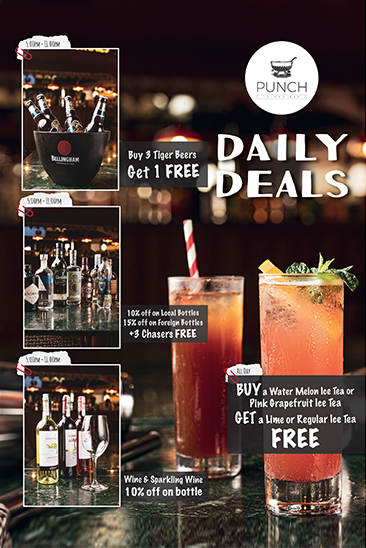 5:00PM - 11:00PM
PUNCH
BELLINGHAM
Buy 3 Tiger Beers
Get 1 FREE
DAILY
DEALS
5:00PM - 11:00PM
10% off on Local Bottles
15% off on Foreign Bottles
+3 Chasers FREE
5:00PM - 11:00PM
Wine & Sparkling Wine
10% off on bottle
All Day
BUY a Water Melon Ice Tea or
Pink Grapefruit Ice Tea
GET a Lime or Regular Ice Tea
FREE